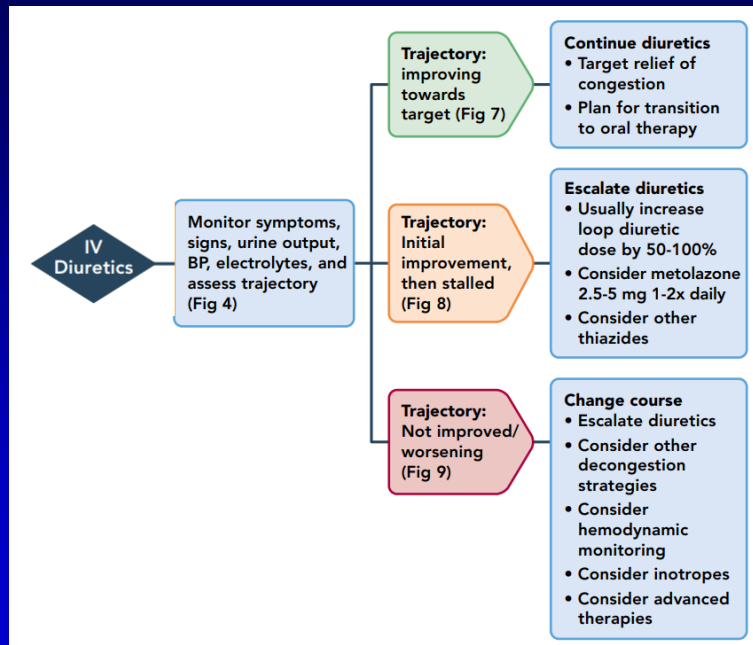 IV
Diuretics
Monitor symptoms,
signs, urine output,
BP, electrolytes, and
assess trajectory
(Fig 4)
Trajectory:
improving
towards
target (Fig 7)
Continue diuretics
• Target relief of
congestion
• Plan for transition
to oral therapy
Trajectory:
Initial
improvement,
then stalled
(Fig 8)
Escalate diuretics
• Usually increase
loop diuretic
dose by 50-100%
• Consider metolazone
2.5-5 mg 1-2x daily
• Consider other
thiazides
Trajectory:
Not improved/
worsening
(Fig 9)
Change course
• Escalate diuretics
• Consider other
decongestion
strategies
• Consider
hemodynamic
monitoring
• Consider inotropes
• Consider advanced
therapies